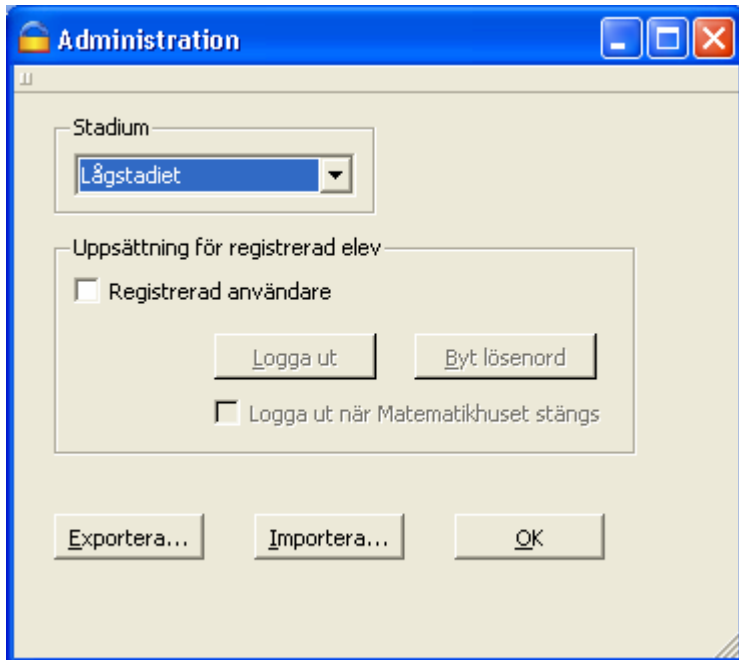 Administration
Stadium
Lågstadiet
Uppsättning för registrerad elev
Registrerad användare
Logga ut Byt lösenord
Logga ut när Matematikhuset stängs
Exportera... Importera... OK